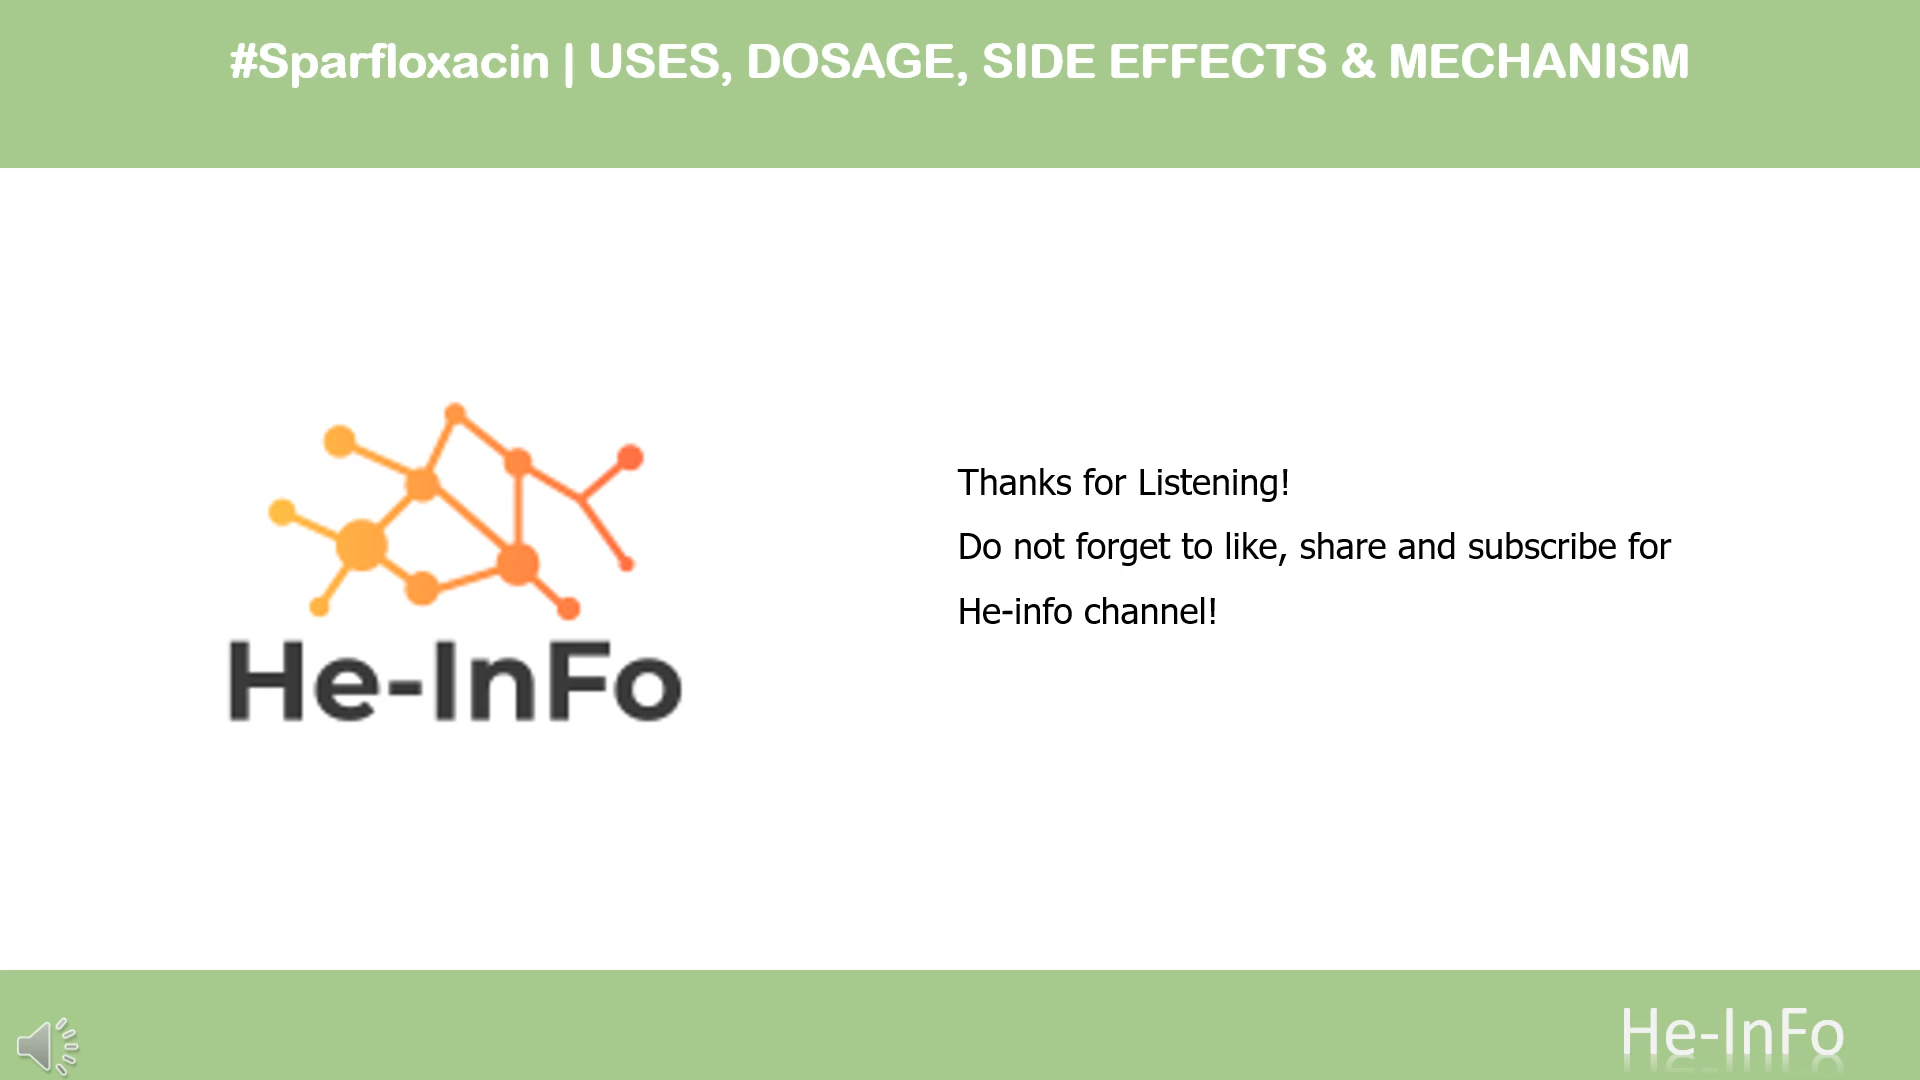 #Sparfloxacin | USES, DOSAGE, SIDE EFFECTS & MECHANISM
He-InFo
Thanks for Listening!
Do not forget to like, share and subscribe for
He-info channel!
He-InFo